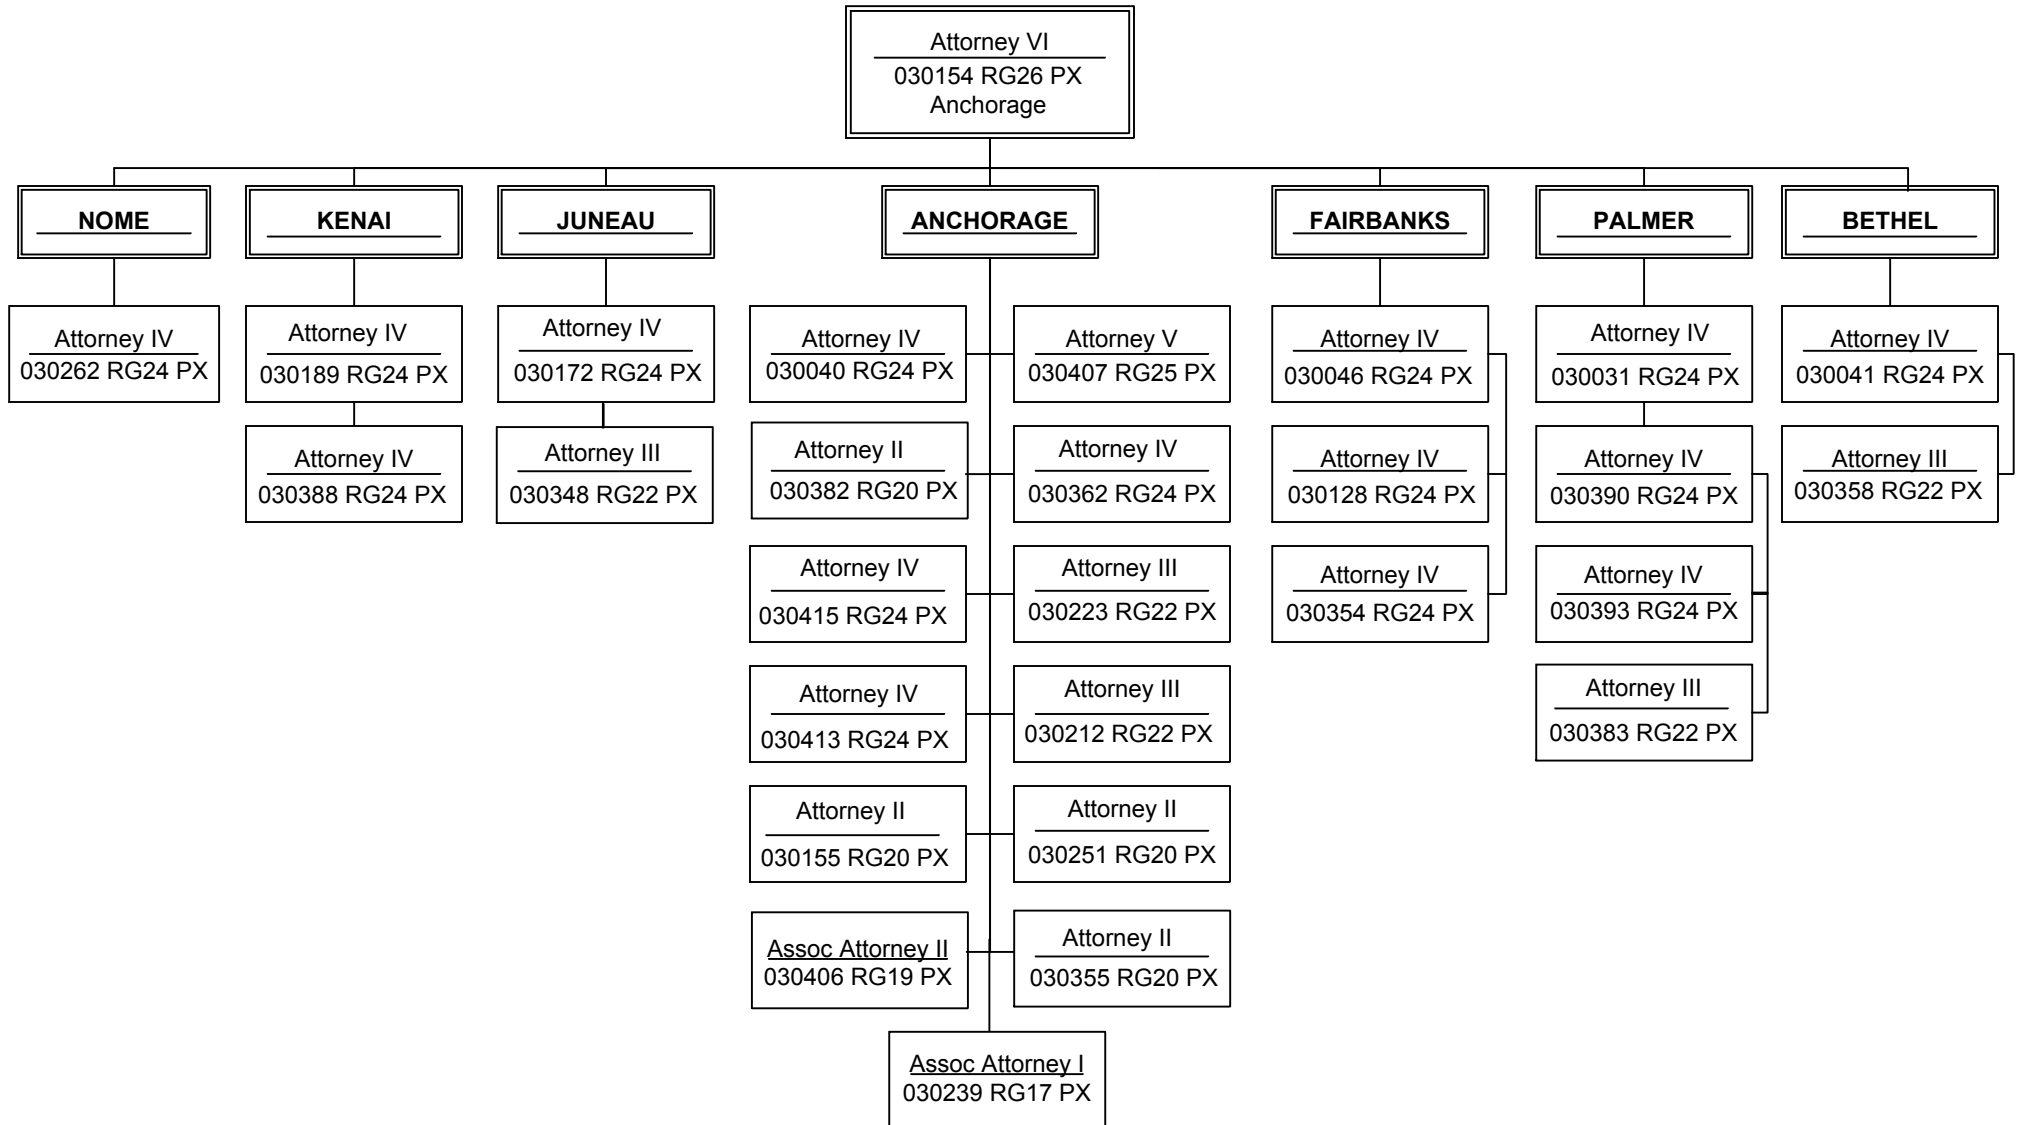 Attorney VI
030154 RG26 PX
Anchorage
NOME
KENAI
JUNEAU
ANCHORAGE
FAIRBANKS
PALMER
BETHEL
Attorney IV
030262 RG24 PX
Attorney IV
030189 RG24 PX
Attorney IV
030388 RG24 PX
Attorney IV
030172 RG24 PX
Attorney III
030348 RG22 PX
Attorney IV
030040 RG24 PX
Attorney V
030407 RG25 PX
Attorney II
030382 RG20 PX
Attorney IV
030362 RG24 PX
Attorney IV
030415 RG24 PX
Attorney III
030223 RG22 PX
Attorney IV
030413 RG24 PX
Attorney III
030212 RG22 PX
Attorney II
030155 RG20 PX
Attorney II
030251 RG20 PX
Assoc Attorney II
030406 RG19 PX
Attorney II
030355 RG20 PX
Assoc Attorney I
030239 RG17 PX
Attorney IV
030046 RG24 PX
Attorney IV
030128 RG24 PX
Attorney IV
030354 RG24 PX
Attorney IV
030031 RG24 PX
Attorney IV
030390 RG24 PX
Attorney IV
030393 RG24 PX
Attorney III
030383 RG22 PX
Attorney IV
030041 RG24 PX
Attorney III
030358 RG22 PX